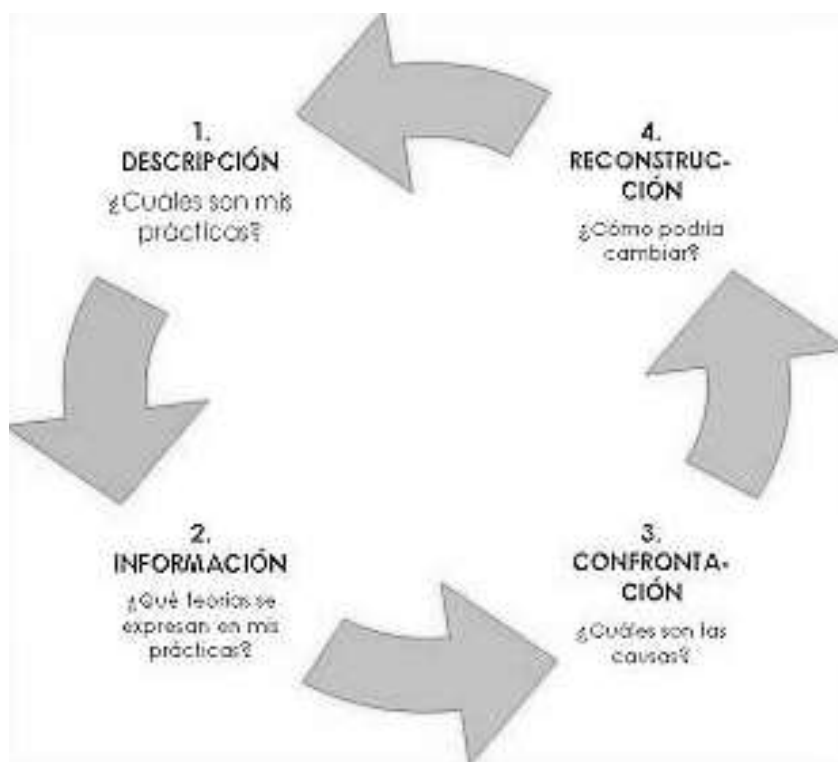 1.
DESCRIPCIÓN
¿Cuáles son mis
prácticas?
2.
INFORMACIÓN
¿Qué teorías se
expresan en mis
prácticas?
3.
CONFRONTA-
CIÓN
¿Cuáles son las
causas?
4.
RECONSTRUC-
CIÓN
¿Cómo podría
cambiar?